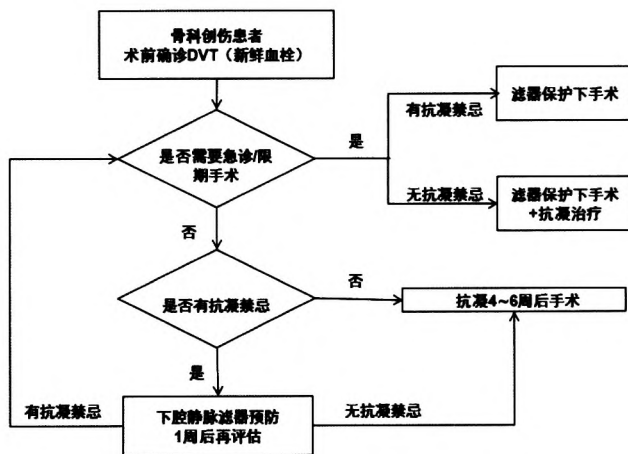 骨科创伤患者
术前确诊DVT（新鲜血栓）
是否需要急诊/限
期手术
是
有抗凝禁忌
滤器保护下手术
无抗凝禁忌
滤器保护下手术
+抗凝治疗
否
是否有抗凝禁忌
否
抗凝4~6周后手术
是
有抗凝禁忌
下腔静脉滤器预防
1周后再评估
无抗凝禁忌